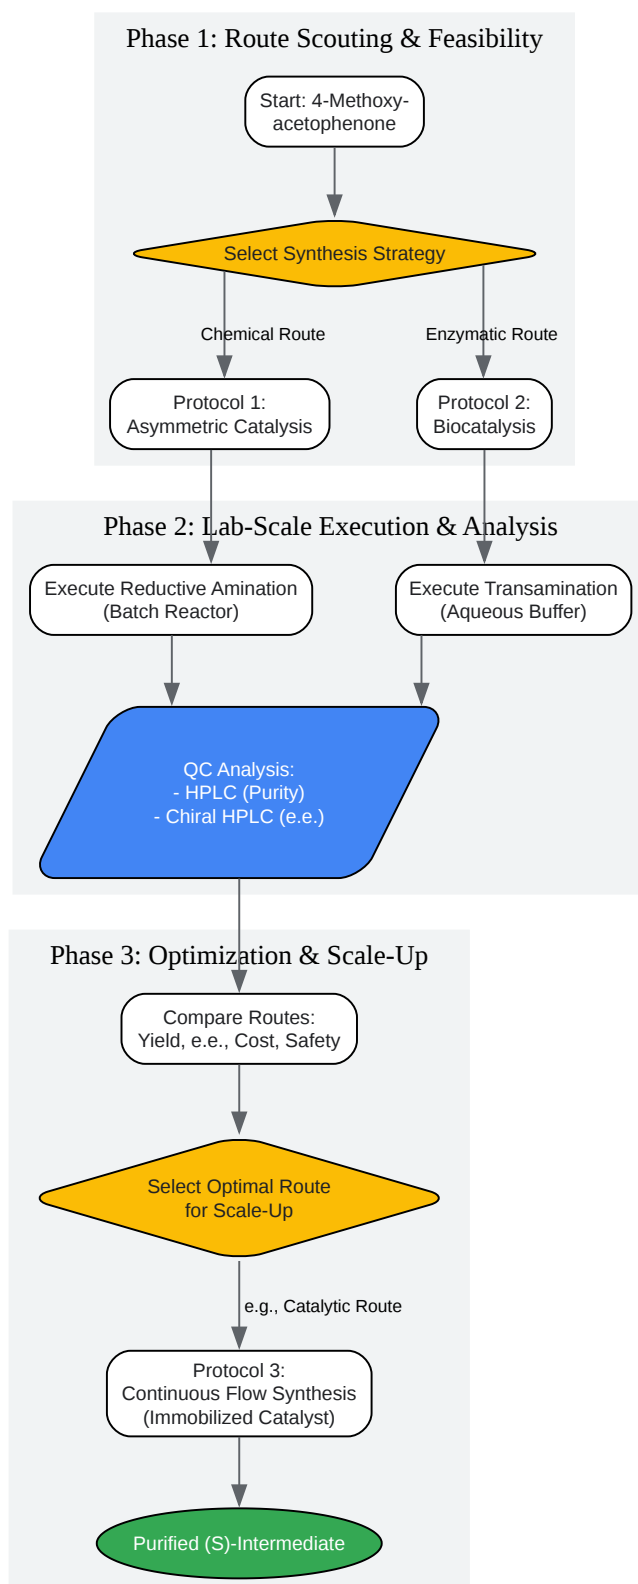 Phase 1: Route Scouting & Feasibility
Start: 4-Methoxy-
acetophenone
Select Synthesis Strategy
Chemical Route
Enzymatic Route
Protocol 1:
Asymmetric Catalysis
Protocol 2:
Biocatalysis
Phase 2: Lab-Scale Execution & Analysis
Execute Reductive Amination
(Batch Reactor)
Execute Transamination
(Aqueous Buffer)
QC Analysis:
- HPLC (Purity)
- Chiral HPLC (e.e.)
Phase 3: Optimization & Scale-Up
Compare Routes:
Yield, e.e., Cost, Safety
Select Optimal Route
for Scale-Up
e.g., Catalytic Route
Protocol 3:
Continuous Flow Synthesis
(Immobilized Catalyst)
Purified (S)-Intermediate